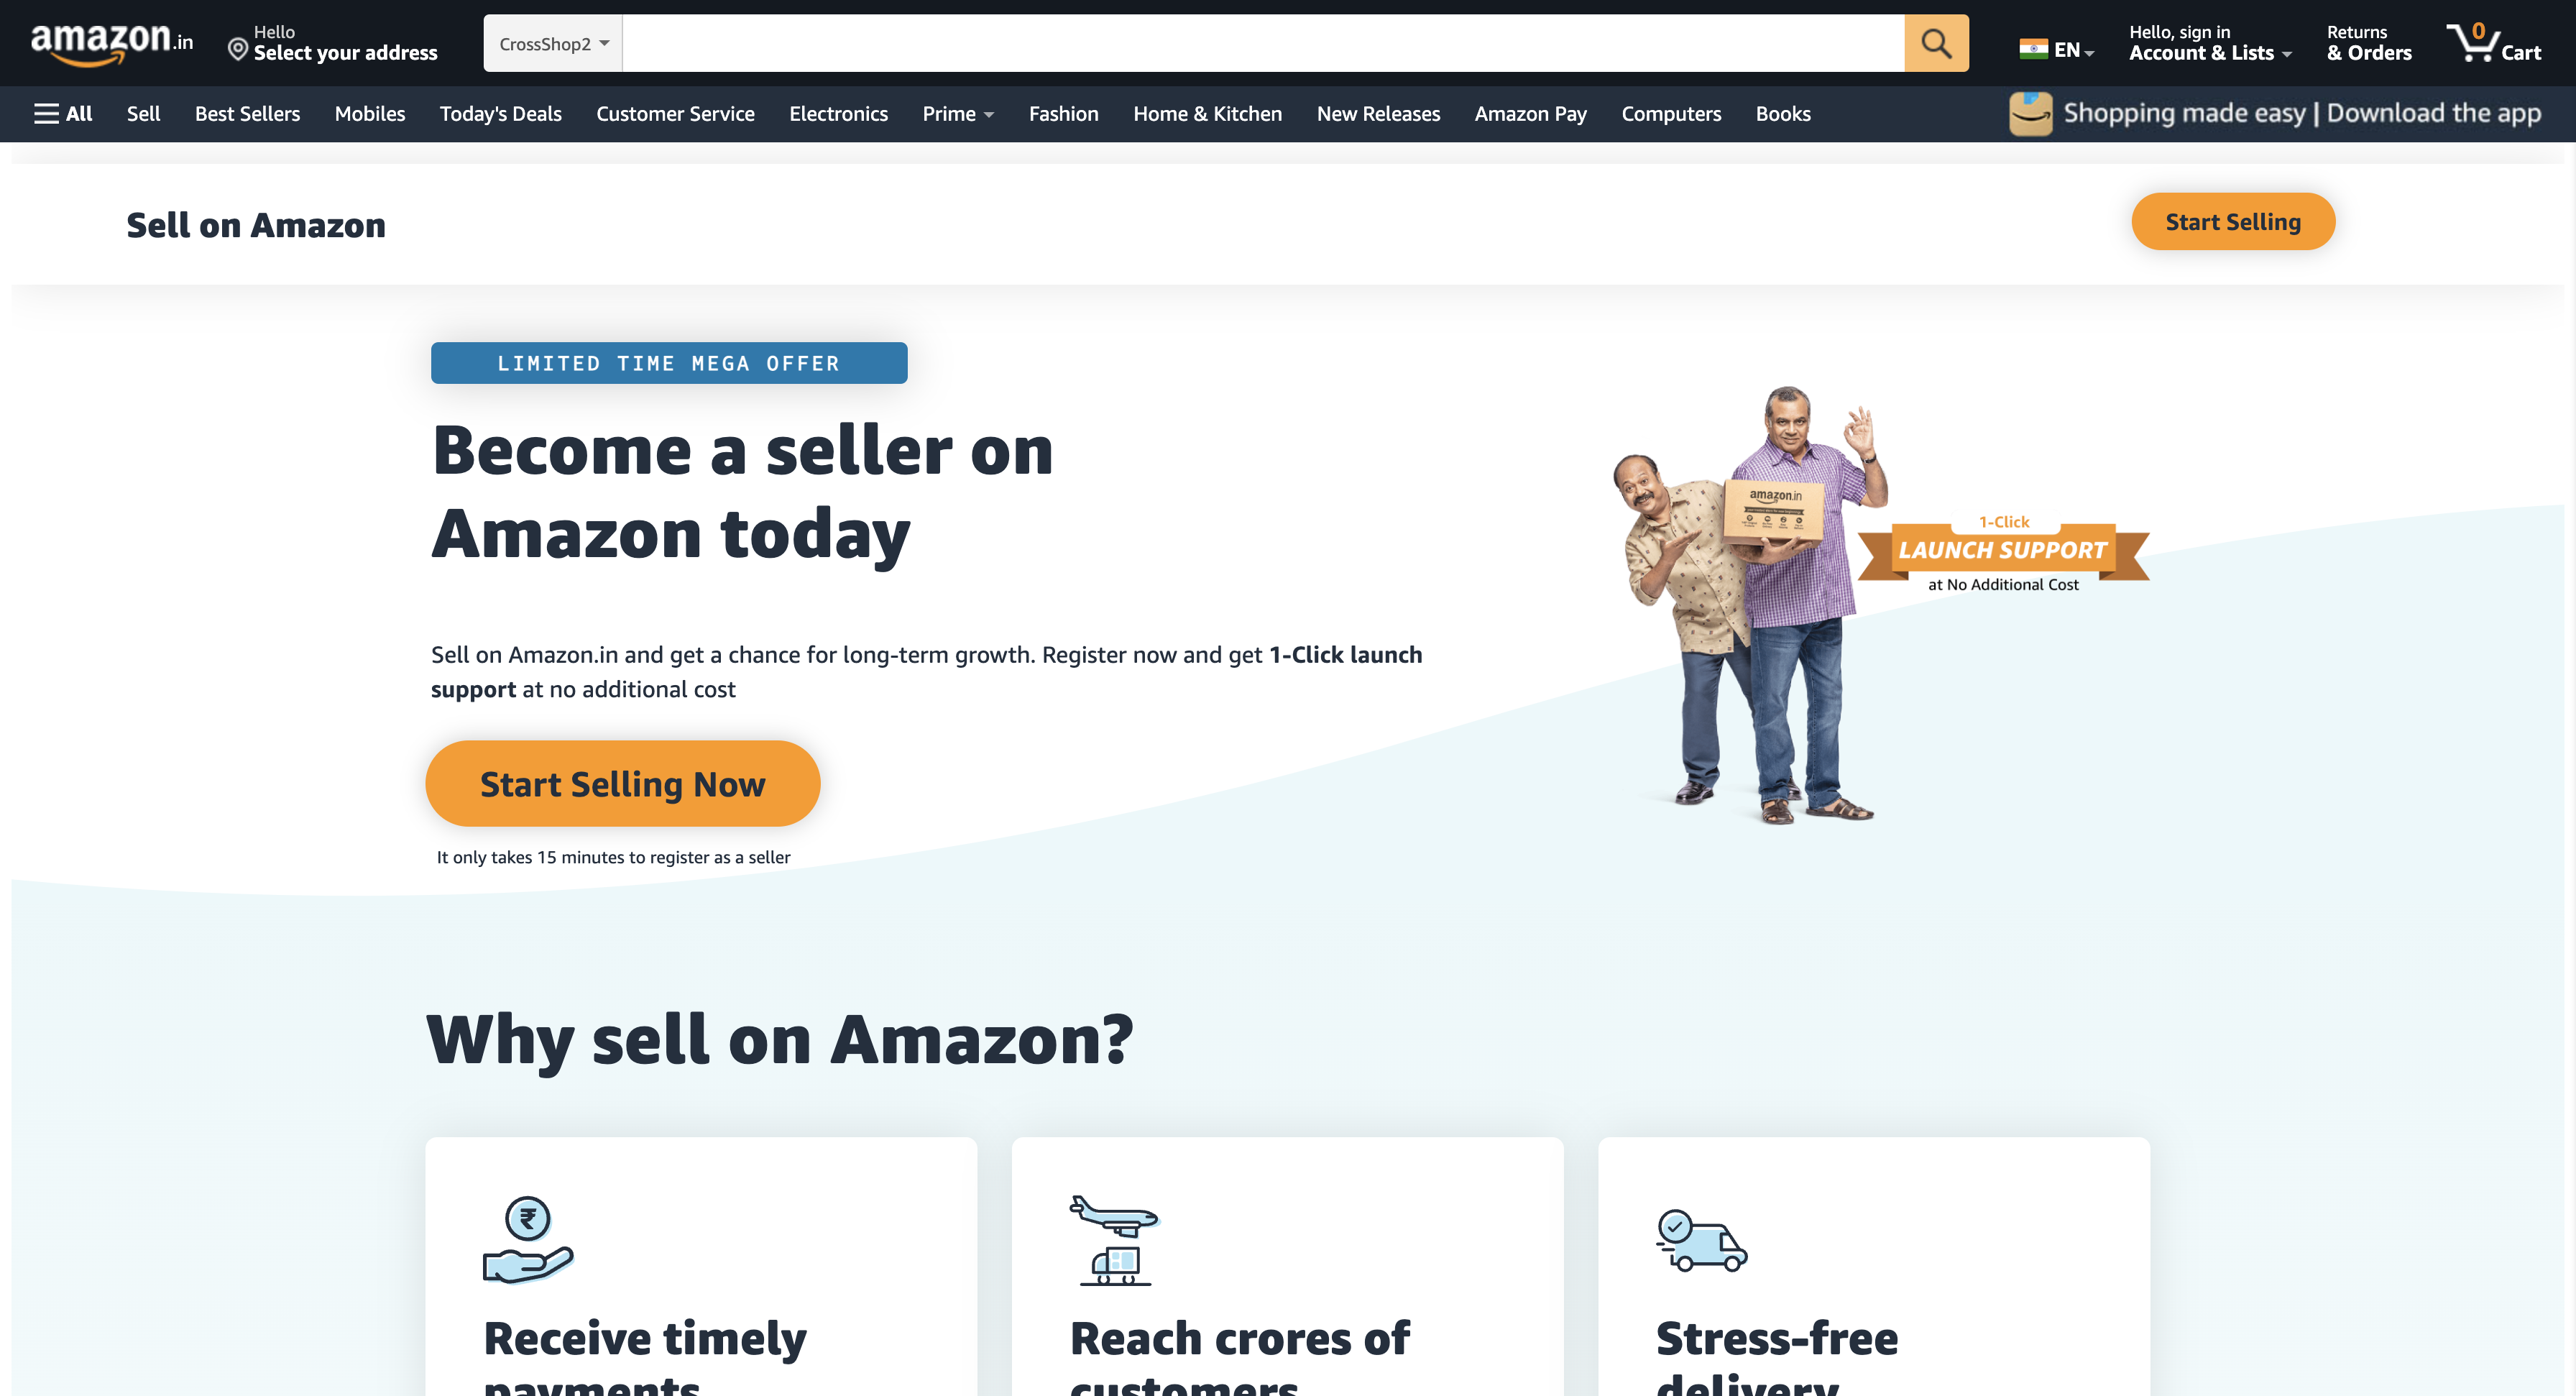 amazon.in
Hello
Select your address
CrossShop2
EN
Hello, sign in
Account & Lists
Returns
& Orders
0
Cart
All
Sell
Best Sellers
Mobiles
Today's Deals
Customer Service
Electronics
Prime
Fashion
Home & Kitchen
New Releases
Amazon Pay
Computers
Books
Shopping made easy | Download the app
Sell on Amazon
Start Selling
LIMITED TIME MEGA OFFER
Become a seller on
Amazon today
amazon.in
1-Click
LAUNCH SUPPORT
at No Additional Cost
Sell on Amazon.in and get a chance for long-term growth. Register now and get 1-Click launch
support at no additional cost
Start Selling Now
It only takes 15 minutes to register as a seller
Why sell on Amazon?
₹
Receive timely
payments
Reach crores of
customers
Stress-free
delivery